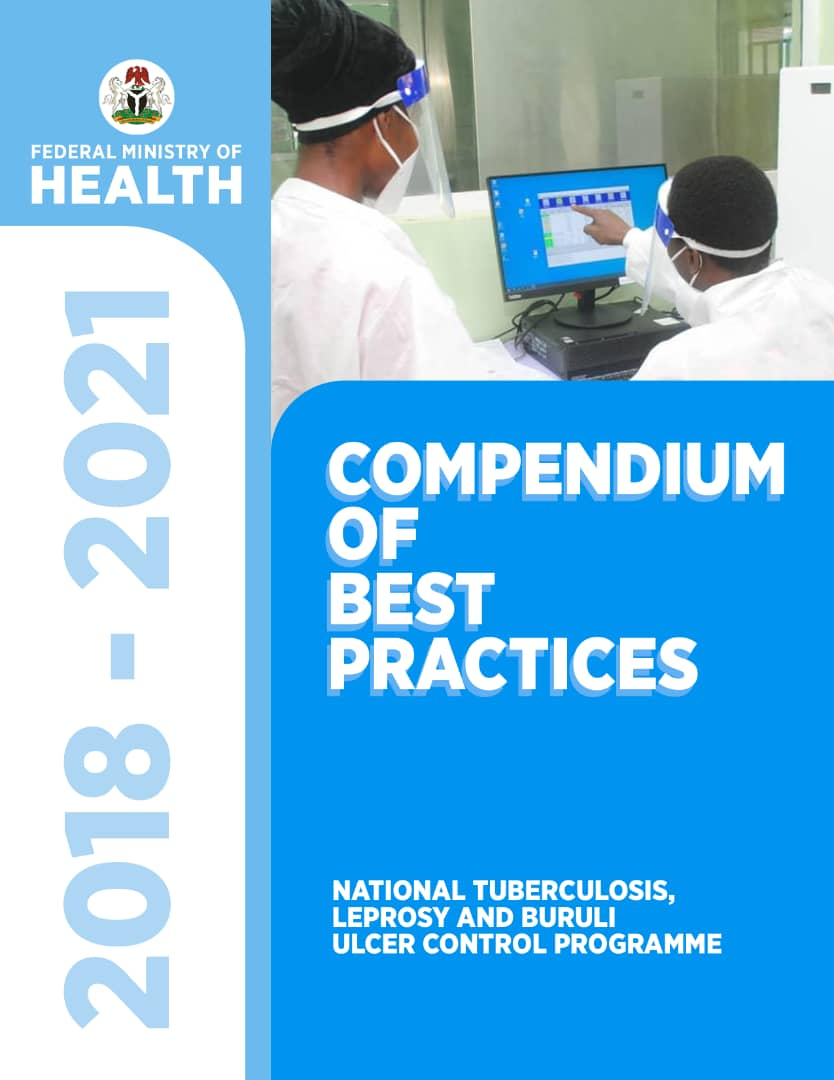 FEDERAL MINISTRY OF
HEALTH
2018 - 2021
COMPENDIUM
OF
BEST
PRACTICES
NATIONAL TUBERCULOSIS,
LEPROSY AND BURULI
ULCER CONTROL PROGRAMME